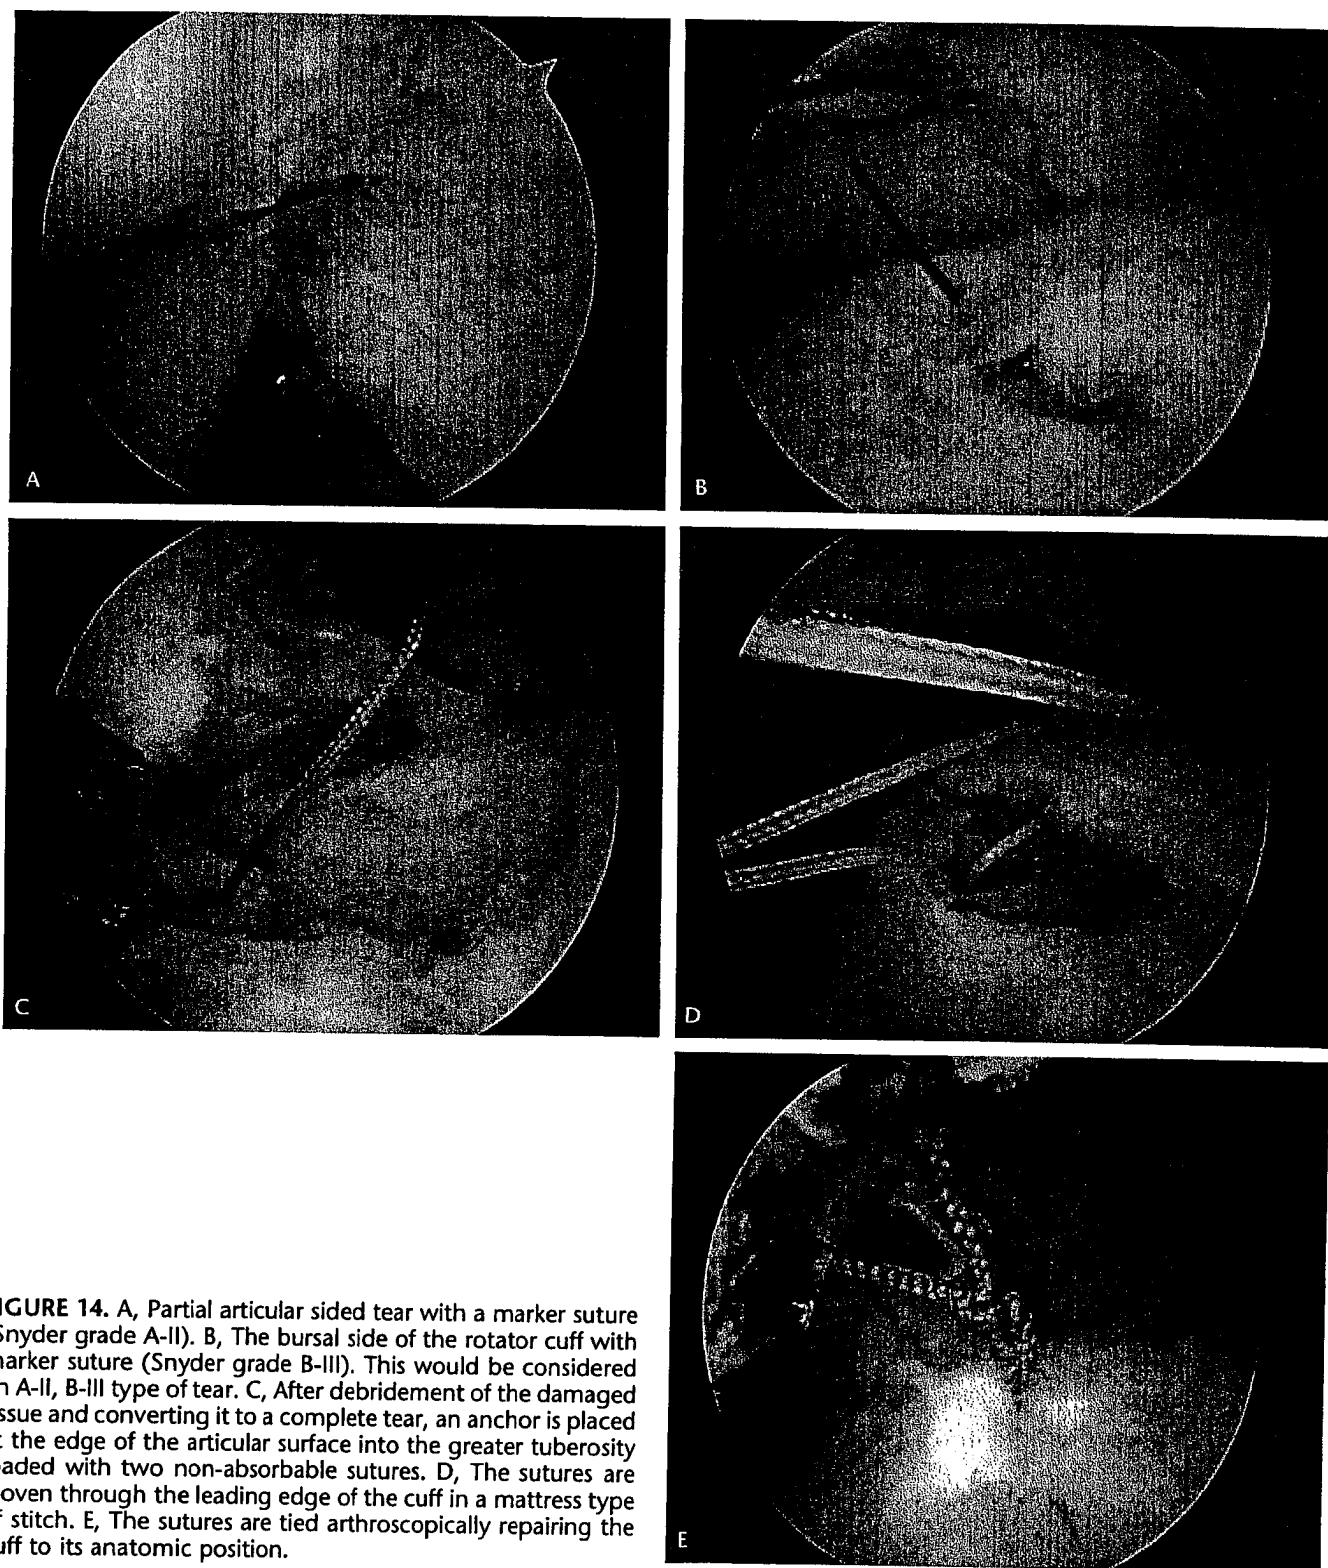 A
B
C
D
E
IGURE 14. A, Partial articular sided tear with a marker suture
Snyder grade A-II). B, The bursal side of the rotator cuff with
arker suture (Snyder grade B-III). This would be considered
n A-II, B-III type of tear. C, After debridement of the damaged
ssue and converting it to a complete tear, an anchor is placed
the edge of the articular surface into the greater tuberosity
aded with two non-absorbable sutures. D, The sutures are
oven through the leading edge of the cuff in a mattress type
stitch. E, The sutures are tied arthroscopically repairing the
uff to its anatomic position.